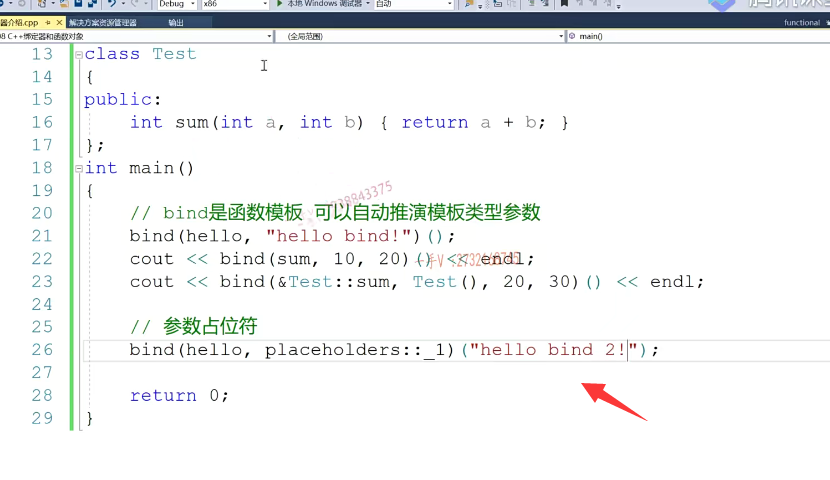 Debug x86 本地 Windows 调试器 自动
器介绍.cpp 解决方案资源管理器 输出 functional
C++绑定器和函数对象 (全局范围) main()
13 class Test
14 {
15 public:
16 int sum(int a, int b) { return a + b; }
17 };
18 int main()
19 {
20 // bind是函数模板 可以自动推演模板类型参数
21 bind(hello, "hello bind!")();
22 cout << bind(sum, 10, 20)() << endl;
23 cout << bind(&Test::sum, Test(), 20, 30)() << endl;
24
25 // 参数占位符
26 bind(hello, placeholders::_1)("hello bind 2!");
27
28 return 0;
29 }